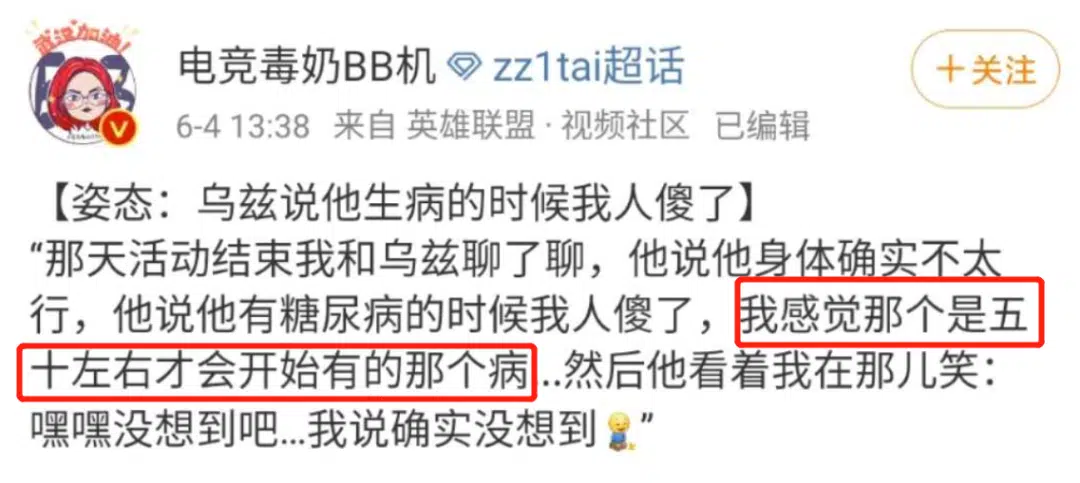 武汉加油!
电竞毒奶BB机 zz1tai超话
+关注
6-4 13:38 来自 英雄联盟·视频社区 已编辑
【姿态：乌兹说他生病的时候我人傻了】
“那天活动结束我和乌兹聊了聊，他说他身体确实不太
行，他说他有糖尿病的时候我人傻了，我感觉那个是五
十左右才会开始有的那个病...然后他看着我在那儿笑：
嘿嘿没想到吧...我说确实没想到”